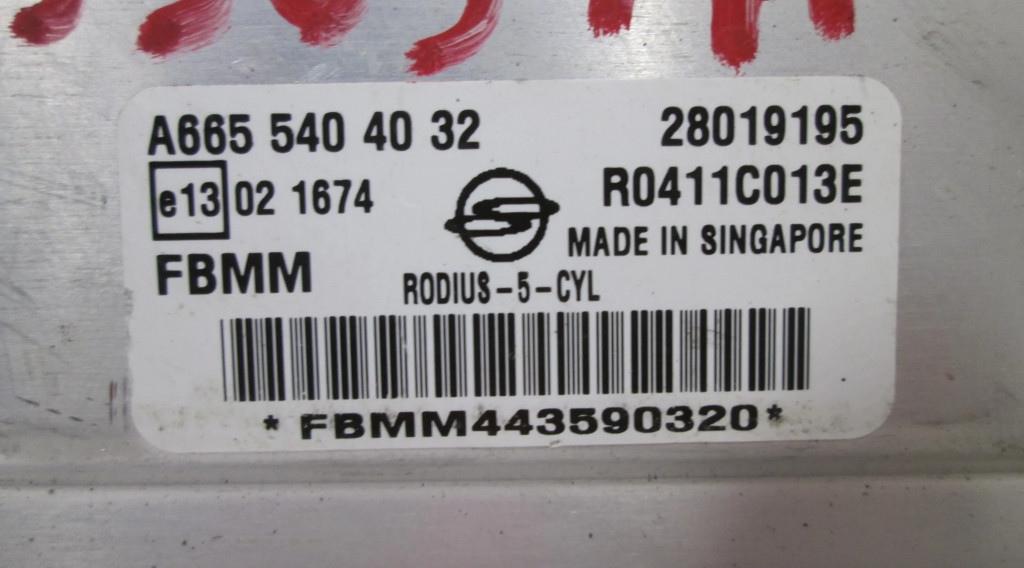 A665 540 40 32 28019195
e13 02 1674 R0411C013E
MADE IN SINGAPORE
FBMM RODIUS-5-CYL
*FBMM443590320*